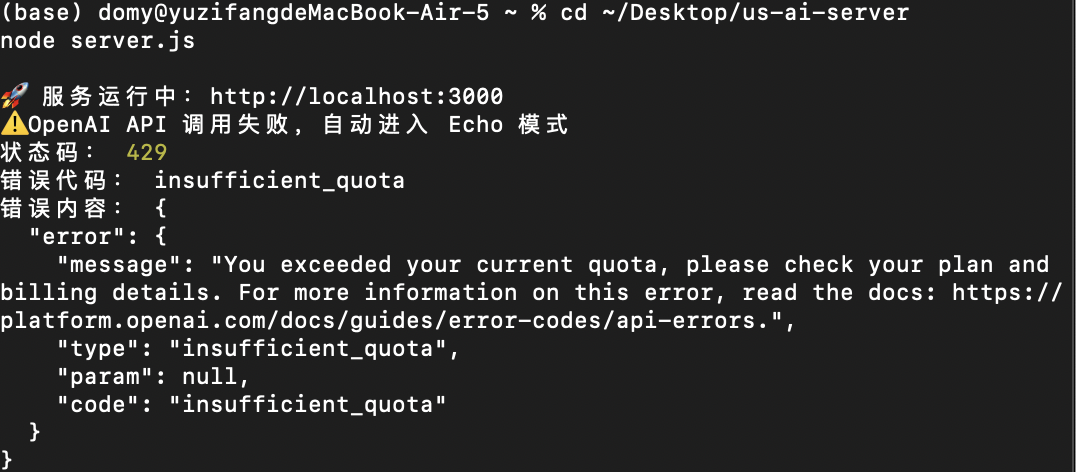 (base) domy@yuzifangdeMacBook-Air-5 ~ % cd ~/Desktop/us-ai-server
node server.js
🚀 服务运行中: http://localhost:3000
⚠️OpenAI API 调用失败, 自动进入 Echo 模式
状态码: 429
错误代码: insufficient_quota
错误内容: {
  "error": {
    "message": "You exceeded your current quota, please check your plan and
billing details. For more information on this error, read the docs: https://
platform.openai.com/docs/guides/error-codes/api-errors.",
    "type": "insufficient_quota",
    "param": null,
    "code": "insufficient_quota"
  }
}